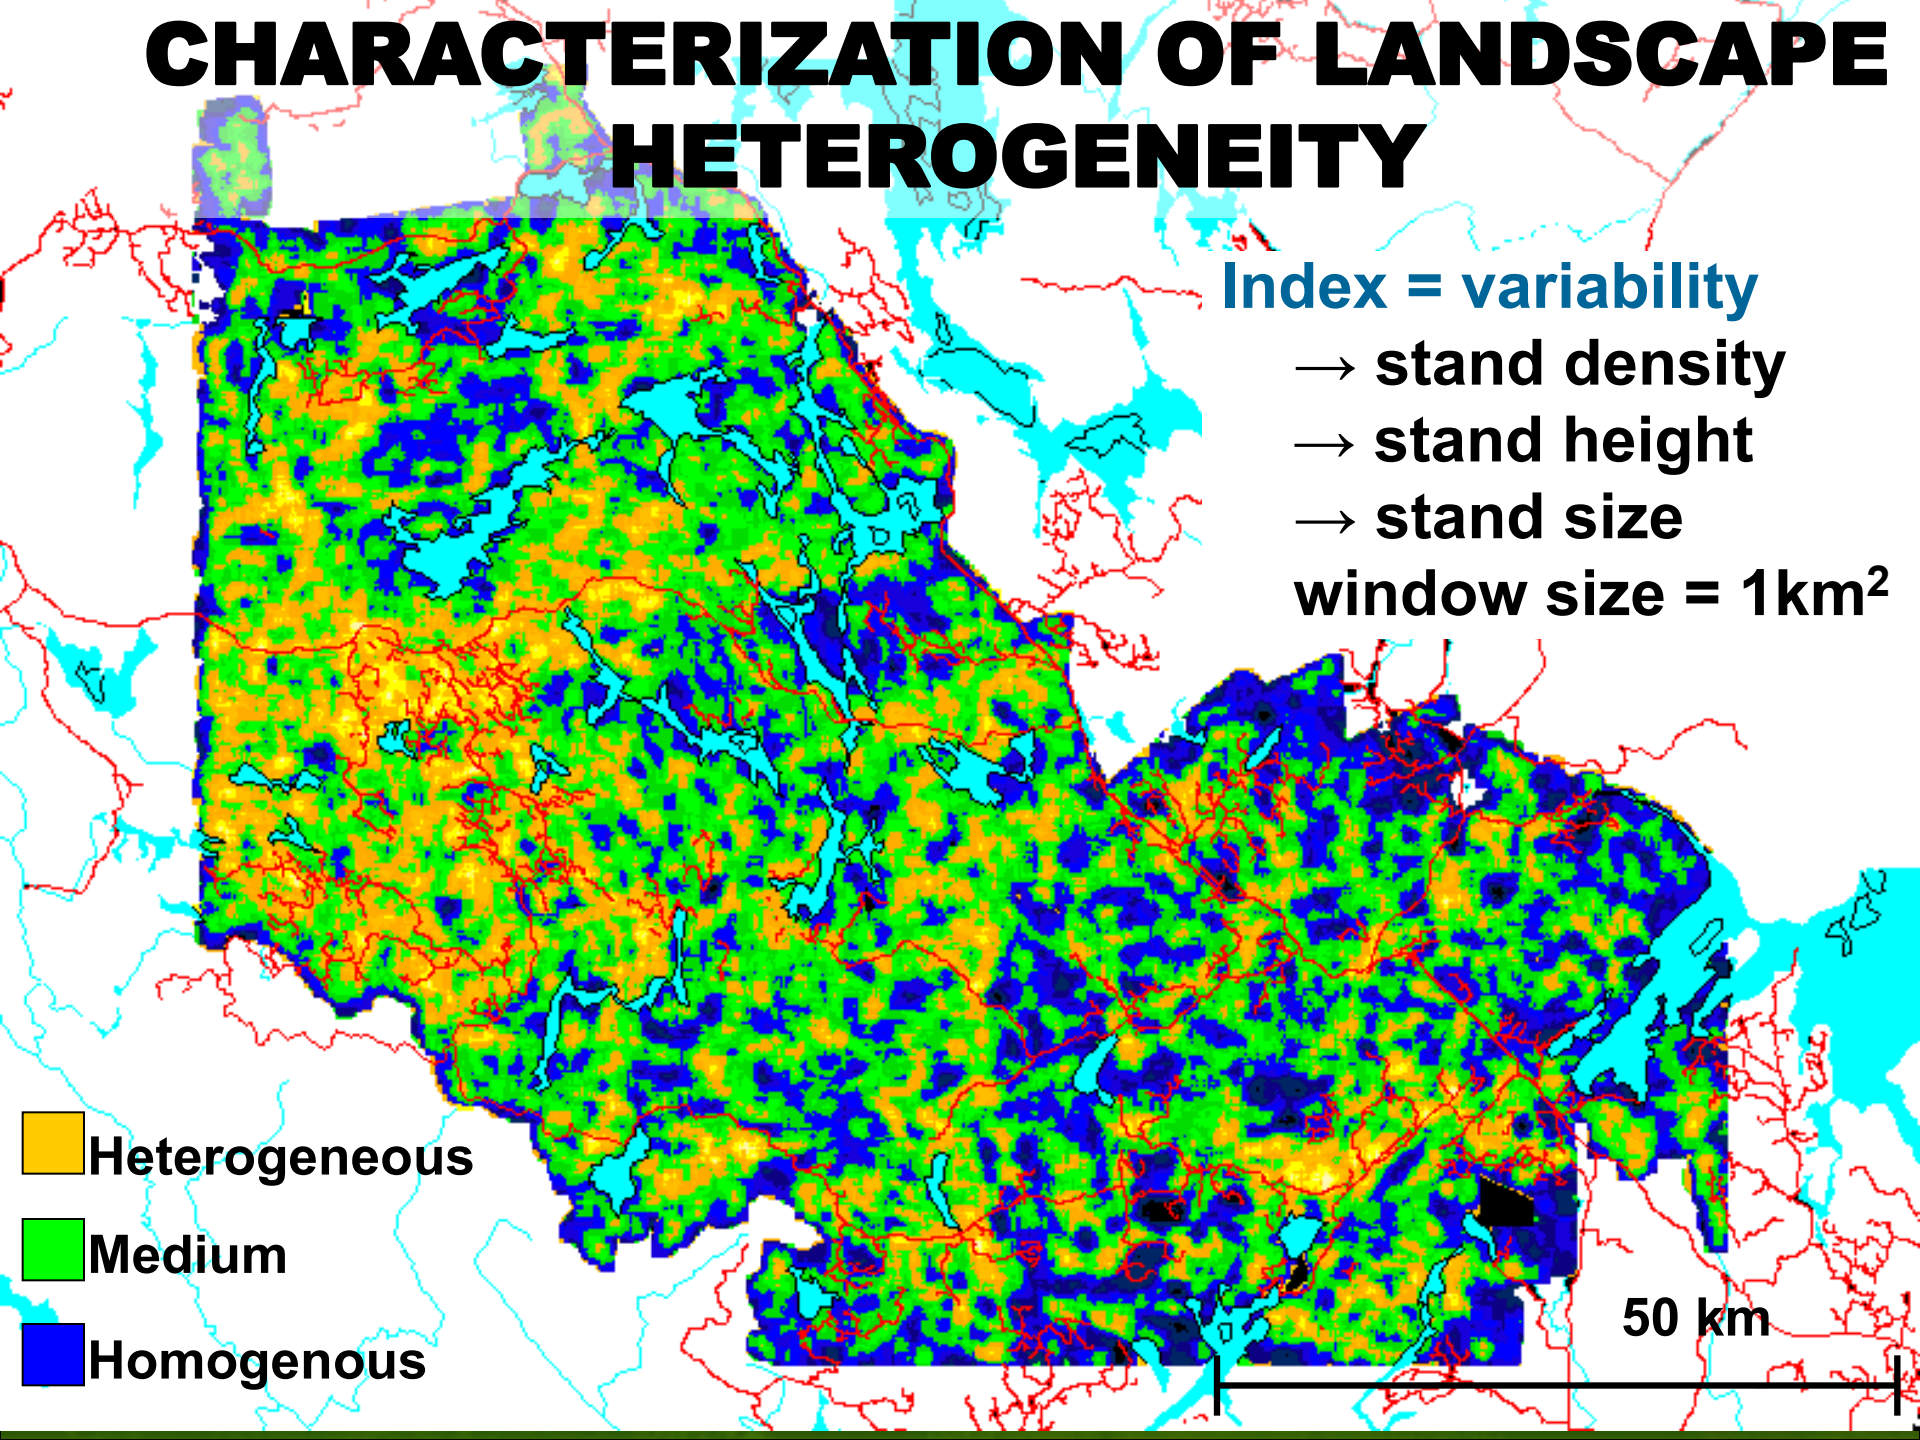 CHARACTERIZATION OF LANDSCAPE
HETEROGENEITY
Index = variability
→ stand density
→ stand height
→ stand size
window size = 1km²
Heterogeneous
Medium
Homogenous
50 km